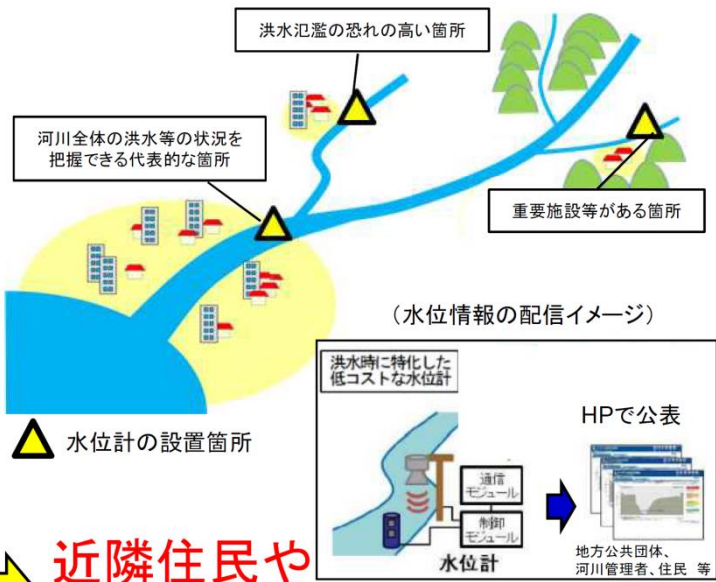 洪水氾濫の恐れの高い箇所
河川全体の洪水等の状況を
把握できる代表的な箇所
重要施設等がある箇所
(水位情報の配信イメージ)
洪水時に特化した
低コストな水位計
HPで公表
通信
モジュール
制御
モジュール
水位計
地方公共団体、
河川管理者、住民 等
水位計の設置箇所
近隣住民や